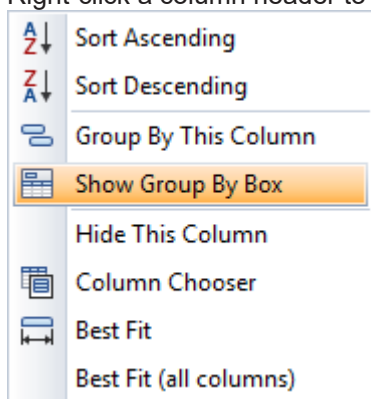 Right-click a column header to
Sort Ascending
Sort Descending
Group By This Column
Show Group By Box
Hide This Column
Column Chooser
Best Fit
Best Fit (all columns)